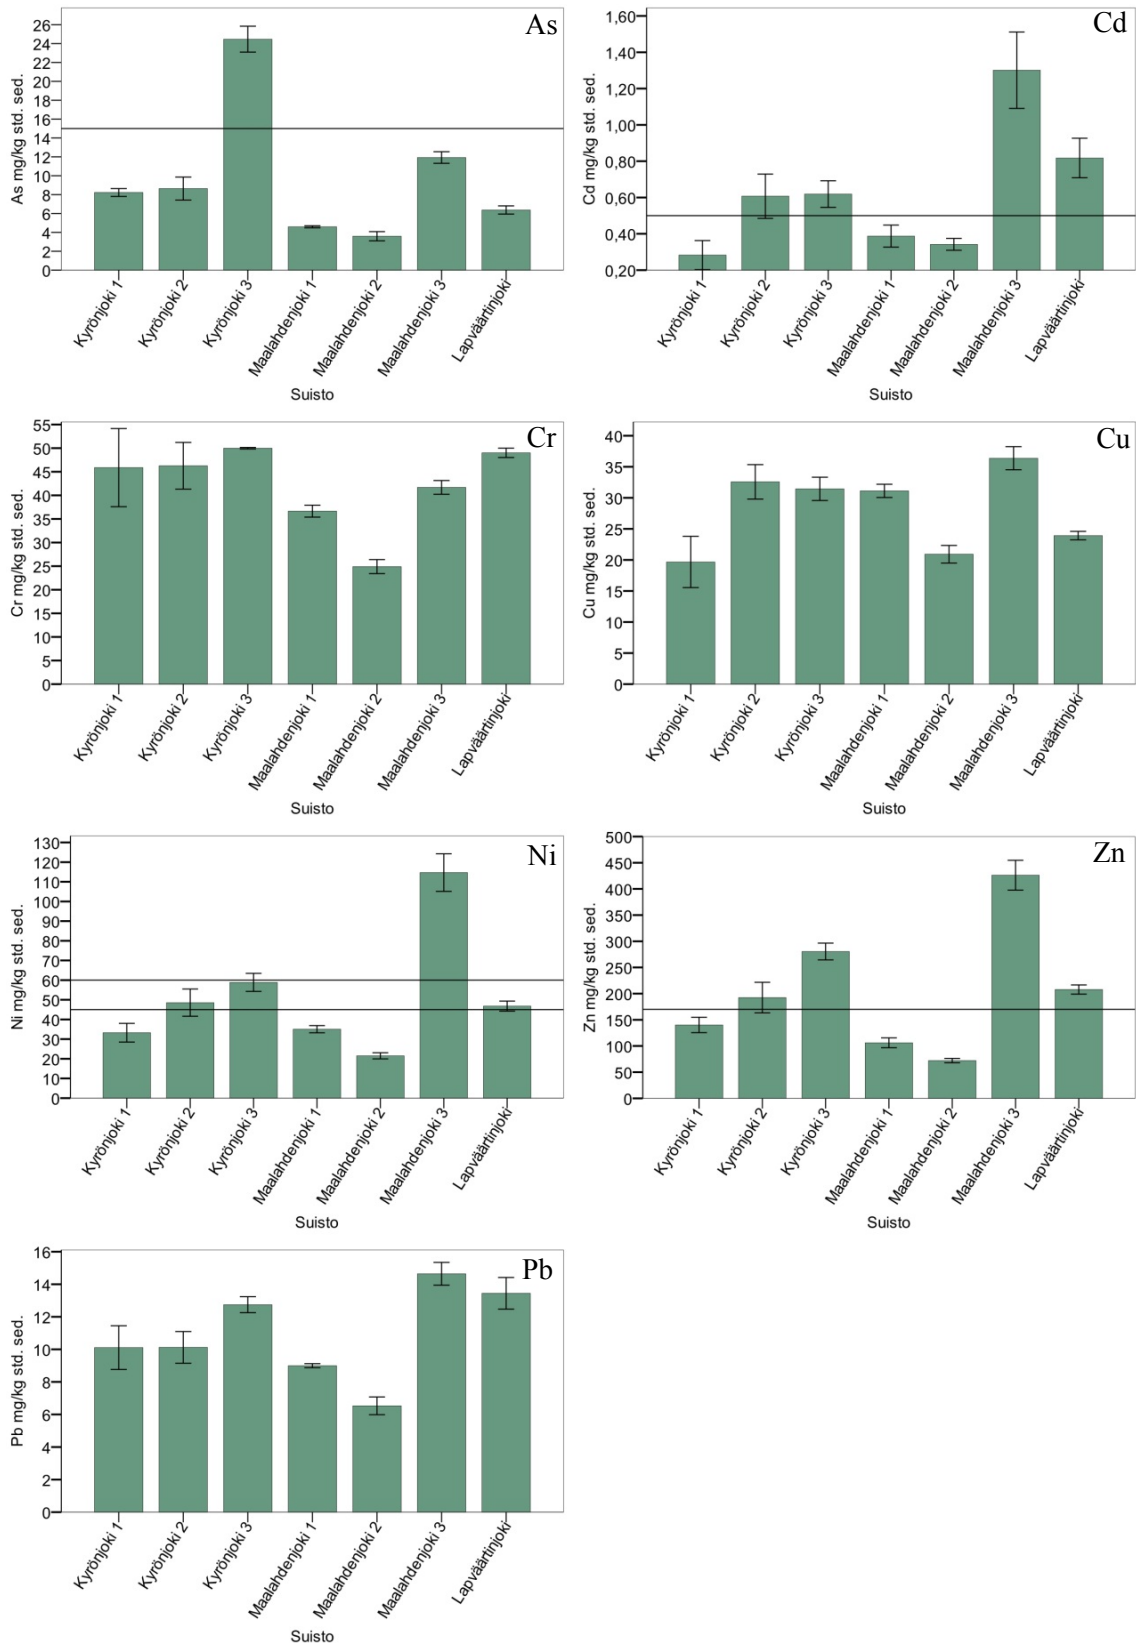 As
As mg/kg std. sed.
26
24
22
20
18
16
14
12
10
8
6
4
2
0
Kyrönjoki 1
Kyrönjoki 2
Kyrönjoki 3
Maalahdenjoki 1
Maalahdenjoki 2
Maalahdenjoki 3
Lapväärtinjoki
Suisto
Cd
Cd mg/kg std. sed.
1,60
1,40
1,20
1,00
0,80
0,60
0,40
0,20
Kyrönjoki 1
Kyrönjoki 2
Kyrönjoki 3
Maalahdenjoki 1
Maalahdenjoki 2
Maalahdenjoki 3
Lapväärtinjoki
Suisto
Cr
Cr mg/kg std. sed.
55
50
45
40
35
30
25
20
15
10
5
0
Kyrönjoki 1
Kyrönjoki 2
Kyrönjoki 3
Maalahdenjoki 1
Maalahdenjoki 2
Maalahdenjoki 3
Lapväärtinjoki
Suisto
Cu
Cu mg/kg std. sed.
40
35
30
25
20
15
10
5
0
Kyrönjoki 1
Kyrönjoki 2
Kyrönjoki 3
Maalahdenjoki 1
Maalahdenjoki 2
Maalahdenjoki 3
Lapväärtinjoki
Suisto
Ni
Ni mg/kg std. sed.
130
120
110
100
90
80
70
60
50
40
30
20
10
0
Kyrönjoki 1
Kyrönjoki 2
Kyrönjoki 3
Maalahdenjoki 1
Maalahdenjoki 2
Maalahdenjoki 3
Lapväärtinjoki
Suisto
Zn
Zn mg/kg std. sed.
500
450
400
350
300
250
200
150
100
50
0
Kyrönjoki 1
Kyrönjoki 2
Kyrönjoki 3
Maalahdenjoki 1
Maalahdenjoki 2
Maalahdenjoki 3
Lapväärtinjoki
Suisto
Pb
Pb mg/kg std. sed.
16
14
12
10
8
6
4
2
0
Kyrönjoki 1
Kyrönjoki 2
Kyrönjoki 3
Maalahdenjoki 1
Maalahdenjoki 2
Maalahdenjoki 3
Lapväärtinjoki
Suisto